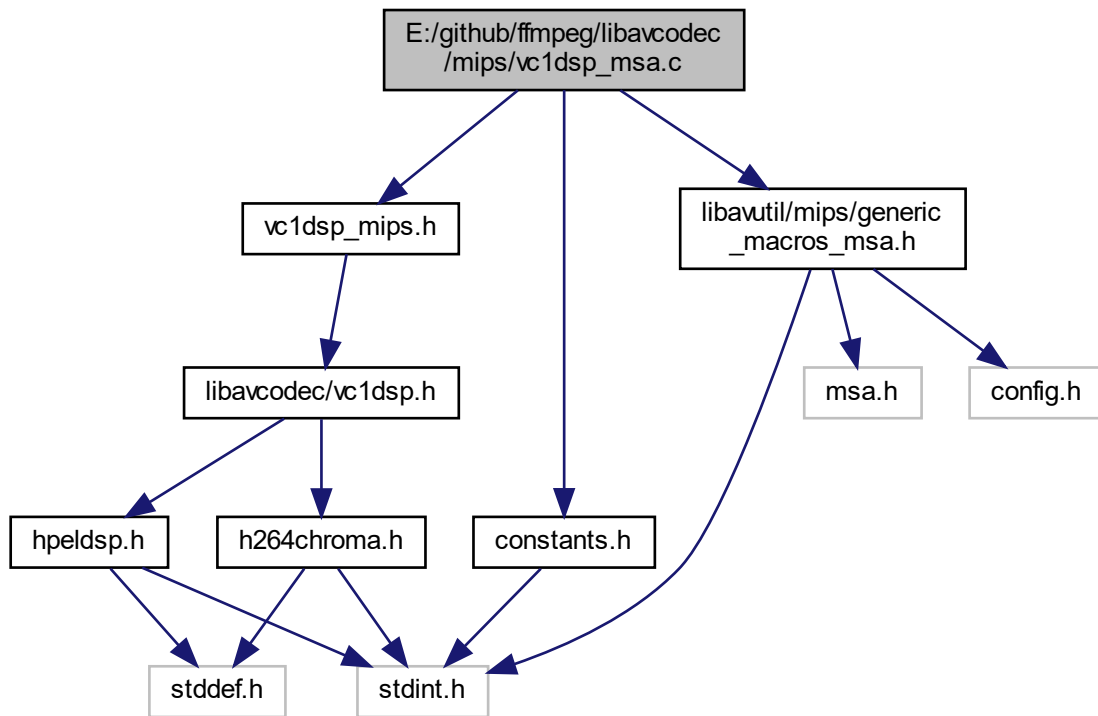 E:/github/ffmpeg/libavcodec
/mips/vc1dsp_msa.c
vc1dsp_mips.h
libavutil/mips/generic
_macros_msa.h
libavcodec/vc1dsp.h
msa.h
config.h
hpeldsp.h
h264chroma.h
constants.h
stddef.h
stdint.h